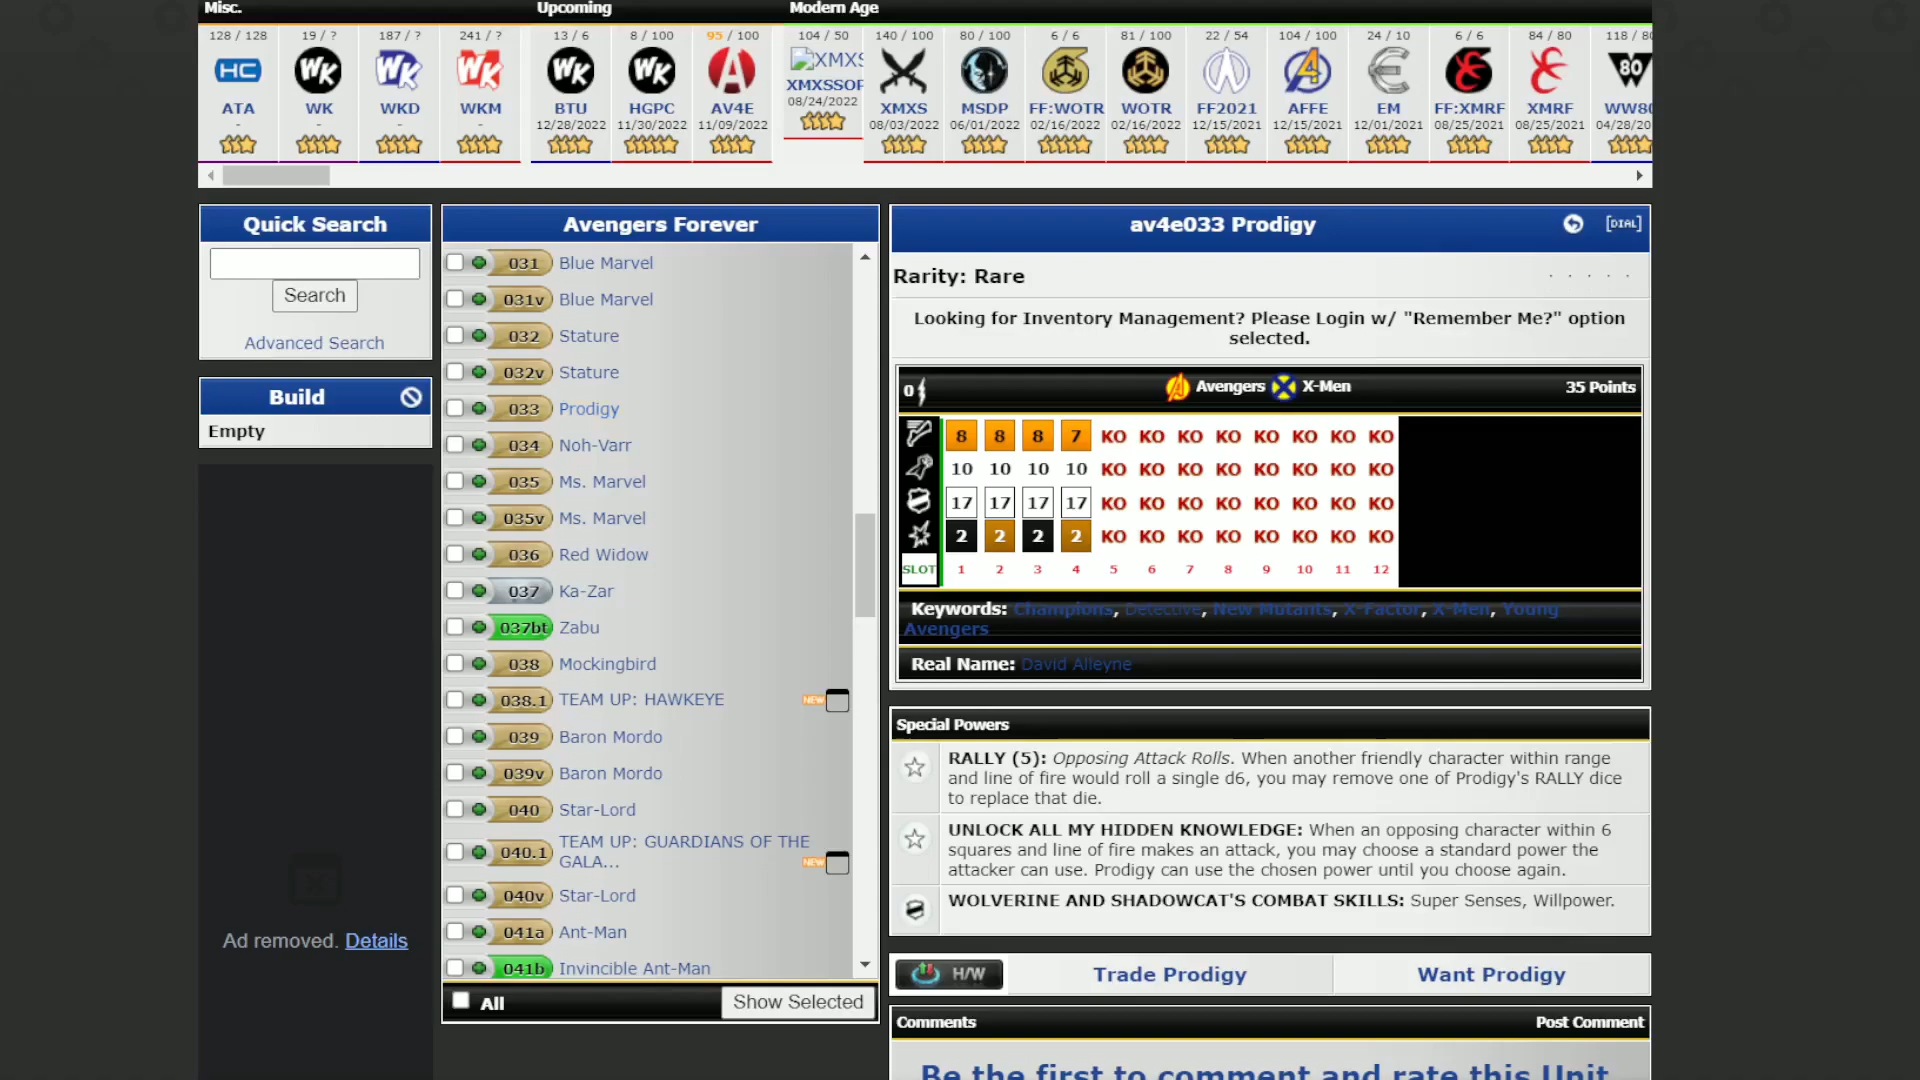 Misc. Upcoming Modern Age
128 / 128 19 / ? 187 / ? 241 / ? 13 / 6 8 / 100 95 / 100 104 / 50 140 / 100 80 / 100 6 / 6 81 / 100 22 / 54 104 / 100 24 / 10 6 / 6 84 / 80 118 / 80
HC WK WK WK WK WK A XMXS 80
ATA WK WKD WKM BTU HGPC AV4E XMXSSOP XMXS MSDP FF:WOTR WOTR FF2021 AFFE EM FF:XMRF XMRF WW80
- - - - 12/28/2022 11/30/2022 11/09/2022 08/24/2022 08/03/2022 06/01/2022 02/16/2022 02/16/2022 12/15/2021 12/15/2021 12/01/2021 08/25/2021 08/25/2021 04/28/20
Quick Search
Search
Advanced Search
Build
Empty
Ad removed. Details
Avengers Forever
031 Blue Marvel
031v Blue Marvel
032 Stature
032v Stature
033 Prodigy
034 Noh-Varr
035 Ms. Marvel
035v Ms. Marvel
036 Red Widow
037 Ka-Zar
037bt Zabu
038 Mockingbird
038.1 TEAM UP: HAWKEYE NEW
039 Baron Mordo
039v Baron Mordo
040 Star-Lord
040.1 TEAM UP: GUARDIANS OF THE
GALA... NEW
040v Star-Lord
041a Ant-Man
041b Invincible Ant-Man
All Show Selected
av4e033 Prodigy [DIAL]
Rarity: Rare . . . . .
Looking for Inventory Management? Please Login w/ "Remember Me?" option
selected.
0 Avengers X-Men 35 Points
8 8 8 7 KO KO KO KO KO KO KO KO
10 10 10 10 KO KO KO KO KO KO KO KO
17 17 17 17 KO KO KO KO KO KO KO KO
2 2 2 2 KO KO KO KO KO KO KO KO
SLOT 1 2 3 4 5 6 7 8 9 10 11 12
Keywords: Champions, Detective, New Mutants, X-Factor, X-Men, Young
Avengers
Real Name: David Alleyne
Special Powers
RALLY (5): Opposing Attack Rolls. When another friendly character within range
and line of fire would roll a single d6, you may remove one of Prodigy's RALLY dice
to replace that die.
UNLOCK ALL MY HIDDEN KNOWLEDGE: When an opposing character within 6
squares and line of fire makes an attack, you may choose a standard power the
attacker can use. Prodigy can use the chosen power until you choose again.
WOLVERINE AND SHADOWCAT'S COMBAT SKILLS: Super Senses, Willpower.
H/W Trade Prodigy Want Prodigy
Comments Post Comment
Be the first to comment and rate this Unit